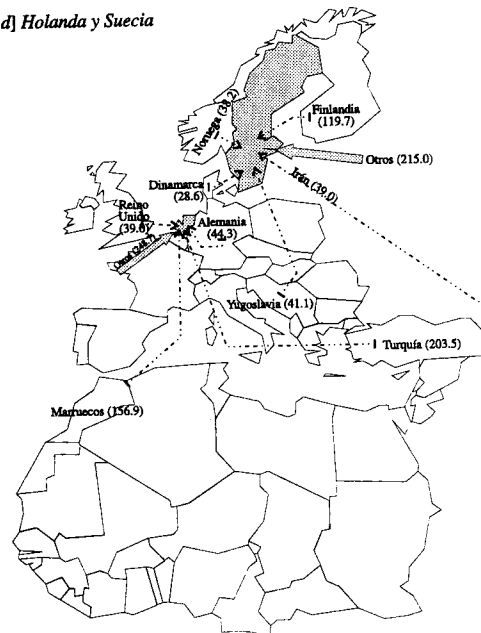 d] Holanda y Suecia
Noruega (38.2)
Finlandia
(119.7)
Otros (215.0)
Irán (39.0)
Dinamarca
(28.6)
Reino
Unido
(39.0)
Alemania
(44.3)
Yugoslavia (41.1)
Turquía (203.5)
Marruecos (156.9)